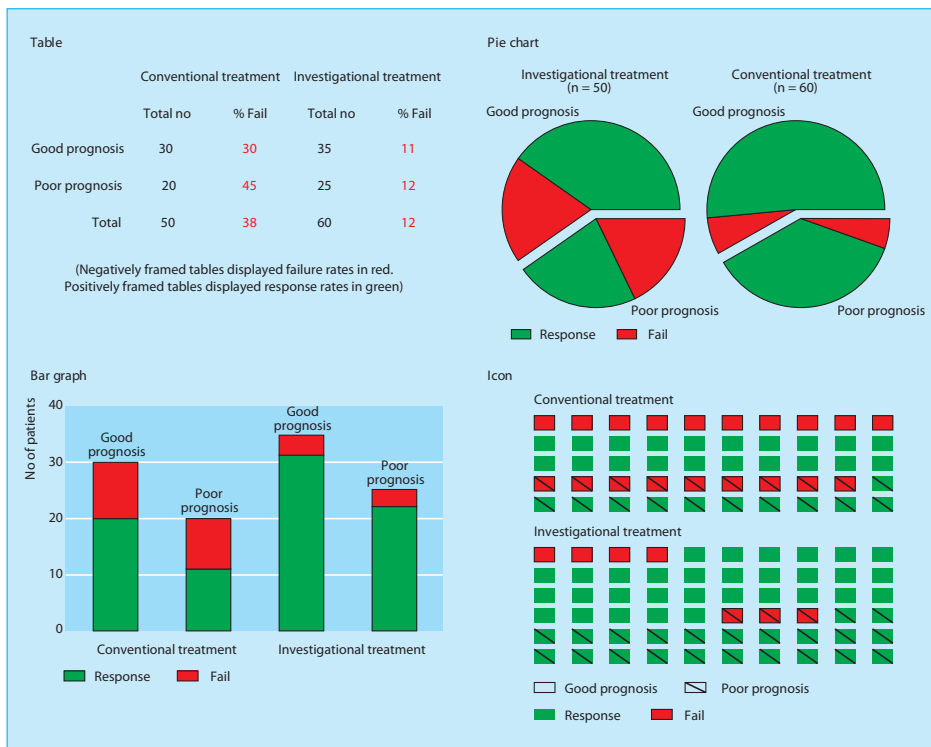 Table
Conventional treatment Investigational treatment
Total no % Fail Total no % Fail
Good prognosis 30 30 35 11
Poor prognosis 20 45 25 12
Total 50 38 60 12
(Negatively framed tables displayed failure rates in red.
Positively framed tables displayed response rates in green)
Pie chart
Investigational treatment
(n = 50)
Conventional treatment
(n = 60)
Good prognosis
Good prognosis
Poor prognosis
Poor prognosis
Response Fail
Bar graph
No of patients
40
30
20
10
0
Good
prognosis
Poor
prognosis
Good
prognosis
Poor
prognosis
Conventional treatment Investigational treatment
Response Fail
Icon
Conventional treatment
Investigational treatment
Good prognosis Poor prognosis
Response Fail